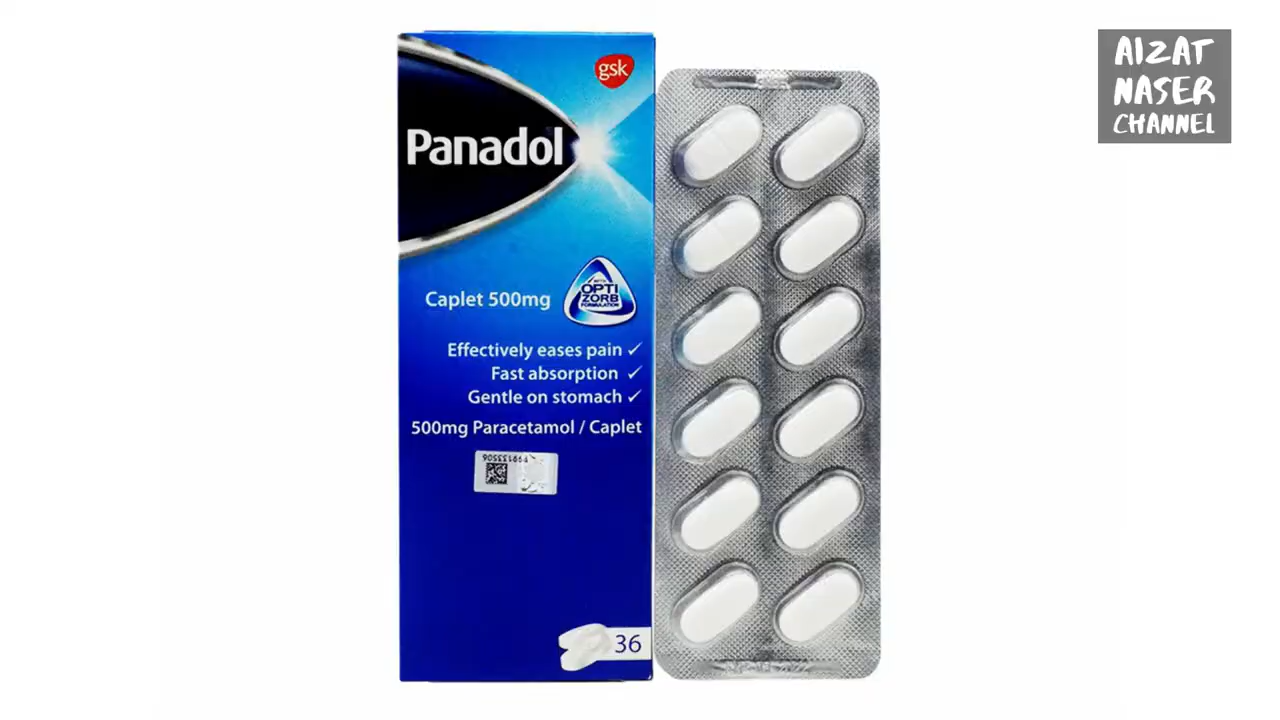 gsk
Panadol
Caplet 500mg
OPTI
ZORB
FORMULATION
Effectively eases pain ✓
Fast absorption ✓
Gentle on stomach ✓
500mg Paracetamol / Caplet
36
AIZAT
NASER
CHANNEL